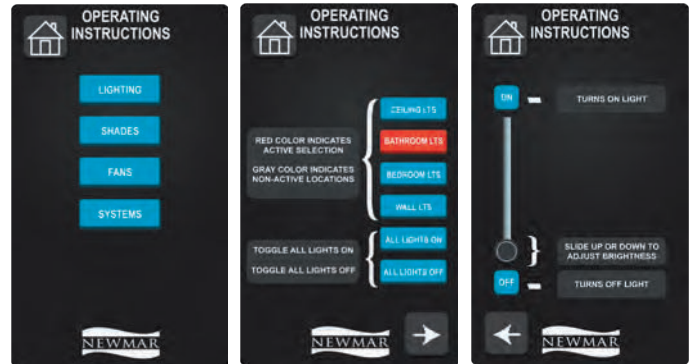 OPERATING
INSTRUCTIONS
LIGHTING
SHADES
FANS
SYSTEMS
NEWMAR
OPERATING
INSTRUCTIONS
RED COLOR INDICATES
ACTIVE SELECTION
GRAY COLOR INDICATES
NON-ACTIVE LOCATIONS
CEILING LTS
BATHROOM LTS
BEDROOM LTS
WALL LTS
TOGGLE ALL LIGHTS ON
TOGGLE ALL LIGHTS OFF
ALL LIGHTS ON
ALL LIGHTS OFF
NEWMAR
OPERATING
INSTRUCTIONS
ON
TURNS ON LIGHT
SLIDE UP OR DOWN TO
ADJUST BRIGHTNESS
OFF
TURNS OFF LIGHT
NEWMAR